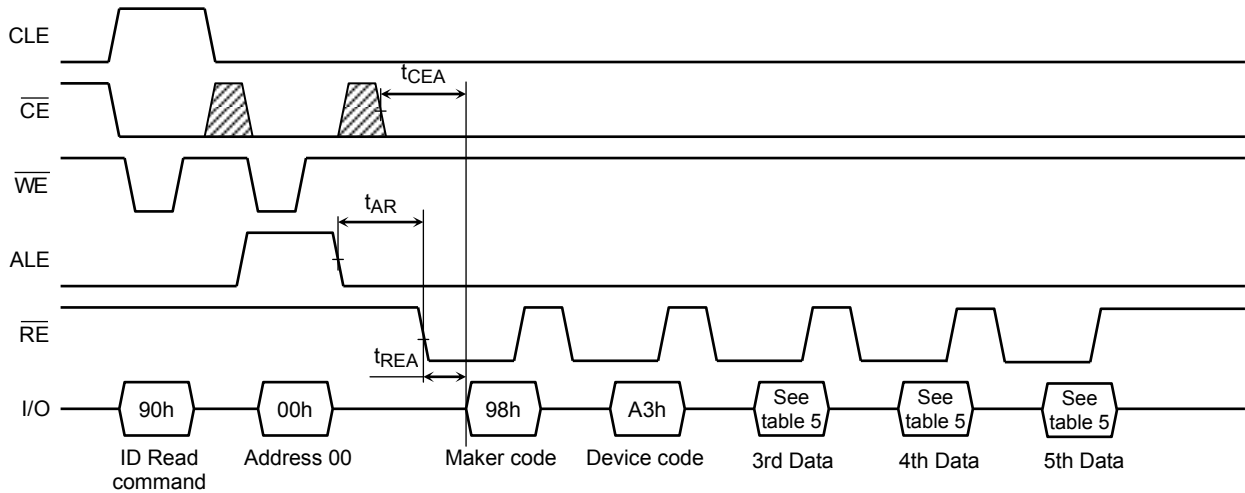 CLE
tCEA
CE
WE
tAR
ALE
RE
tREA
I/O
90h
00h
98h
A3h
See
table 5
See
table 5
See
table 5
ID Read
command
Address 00
Maker code
Device code
3rd Data
4th Data
5th Data